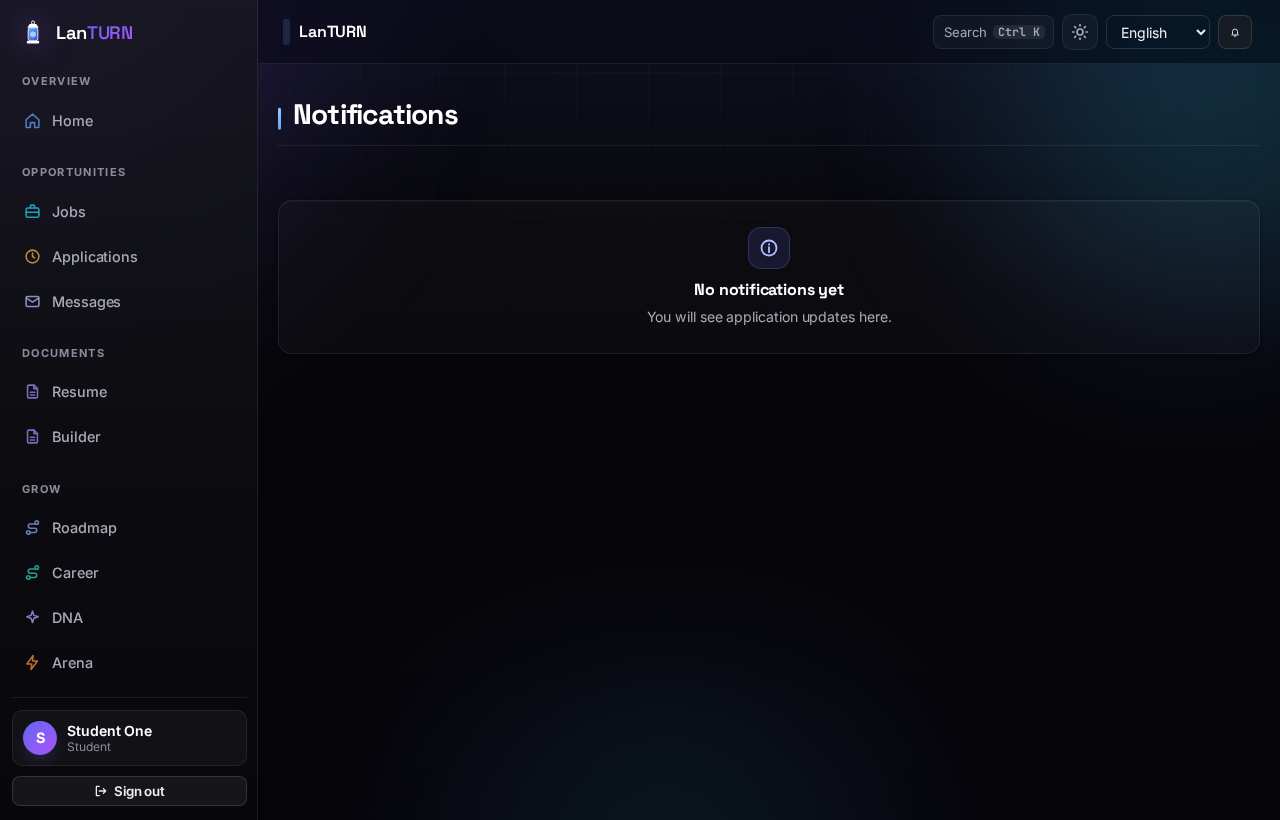 LanTURN
OVERVIEW
Home
OPPORTUNITIES
Jobs
Applications
Messages
DOCUMENTS
Resume
Builder
GROW
Roadmap
Career
DNA
Arena
S
Student One
Student
Sign out
LanTURN
Search Ctrl K
English
Notifications
No notifications yet
You will see application updates here.